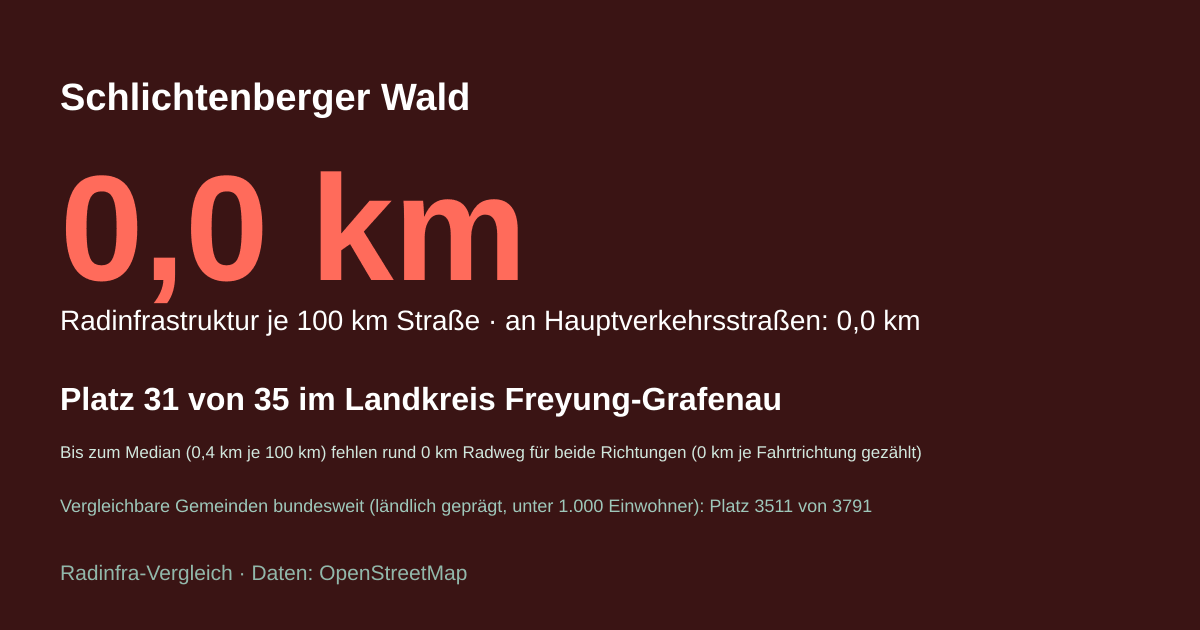 Schlichtenberger Wald
0,0 km
Radinfrastruktur je 100 km Straße · an Hauptverkehrsstraßen: 0,0 km
Platz 31 von 35 im Landkreis Freyung-Grafenau
Bis zum Median (0,4 km je 100 km) fehlen rund 0 km Radweg für beide Richtungen (0 km je Fahrtrichtung gezählt)
Vergleichbare Gemeinden bundesweit (ländlich geprägt, unter 1.000 Einwohner): Platz 3511 von 3791
Radinfra-Vergleich · Daten: OpenStreetMap